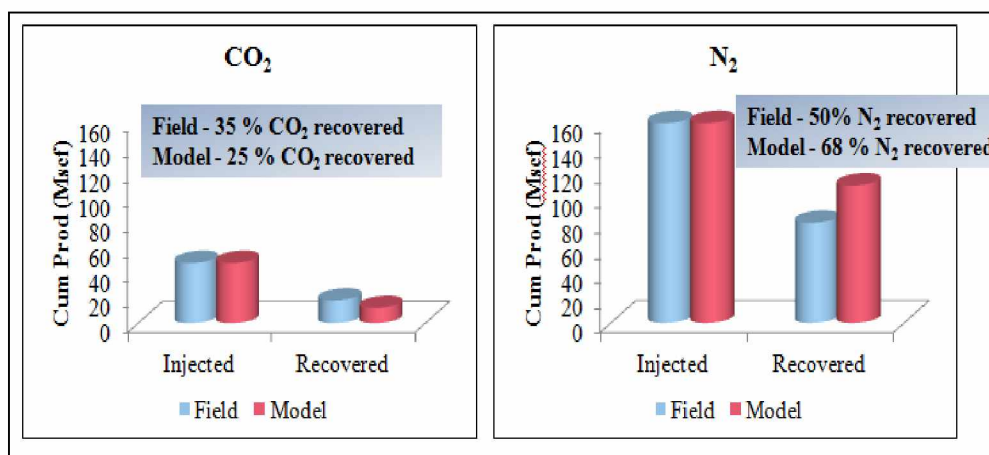 CO2
Field - 35 % CO2 recovered
Model - 25 % CO2 recovered
Cum Prod (Mscf)
160
140
120
100
80
60
40
20
0
Injected Recovered
Field Model
N2
Field - 50% N2 recovered
Model - 68 % N2 recovered
Cum Prod (Mscf)
160
140
120
100
80
60
40
20
0
Injected Recovered
Field Model